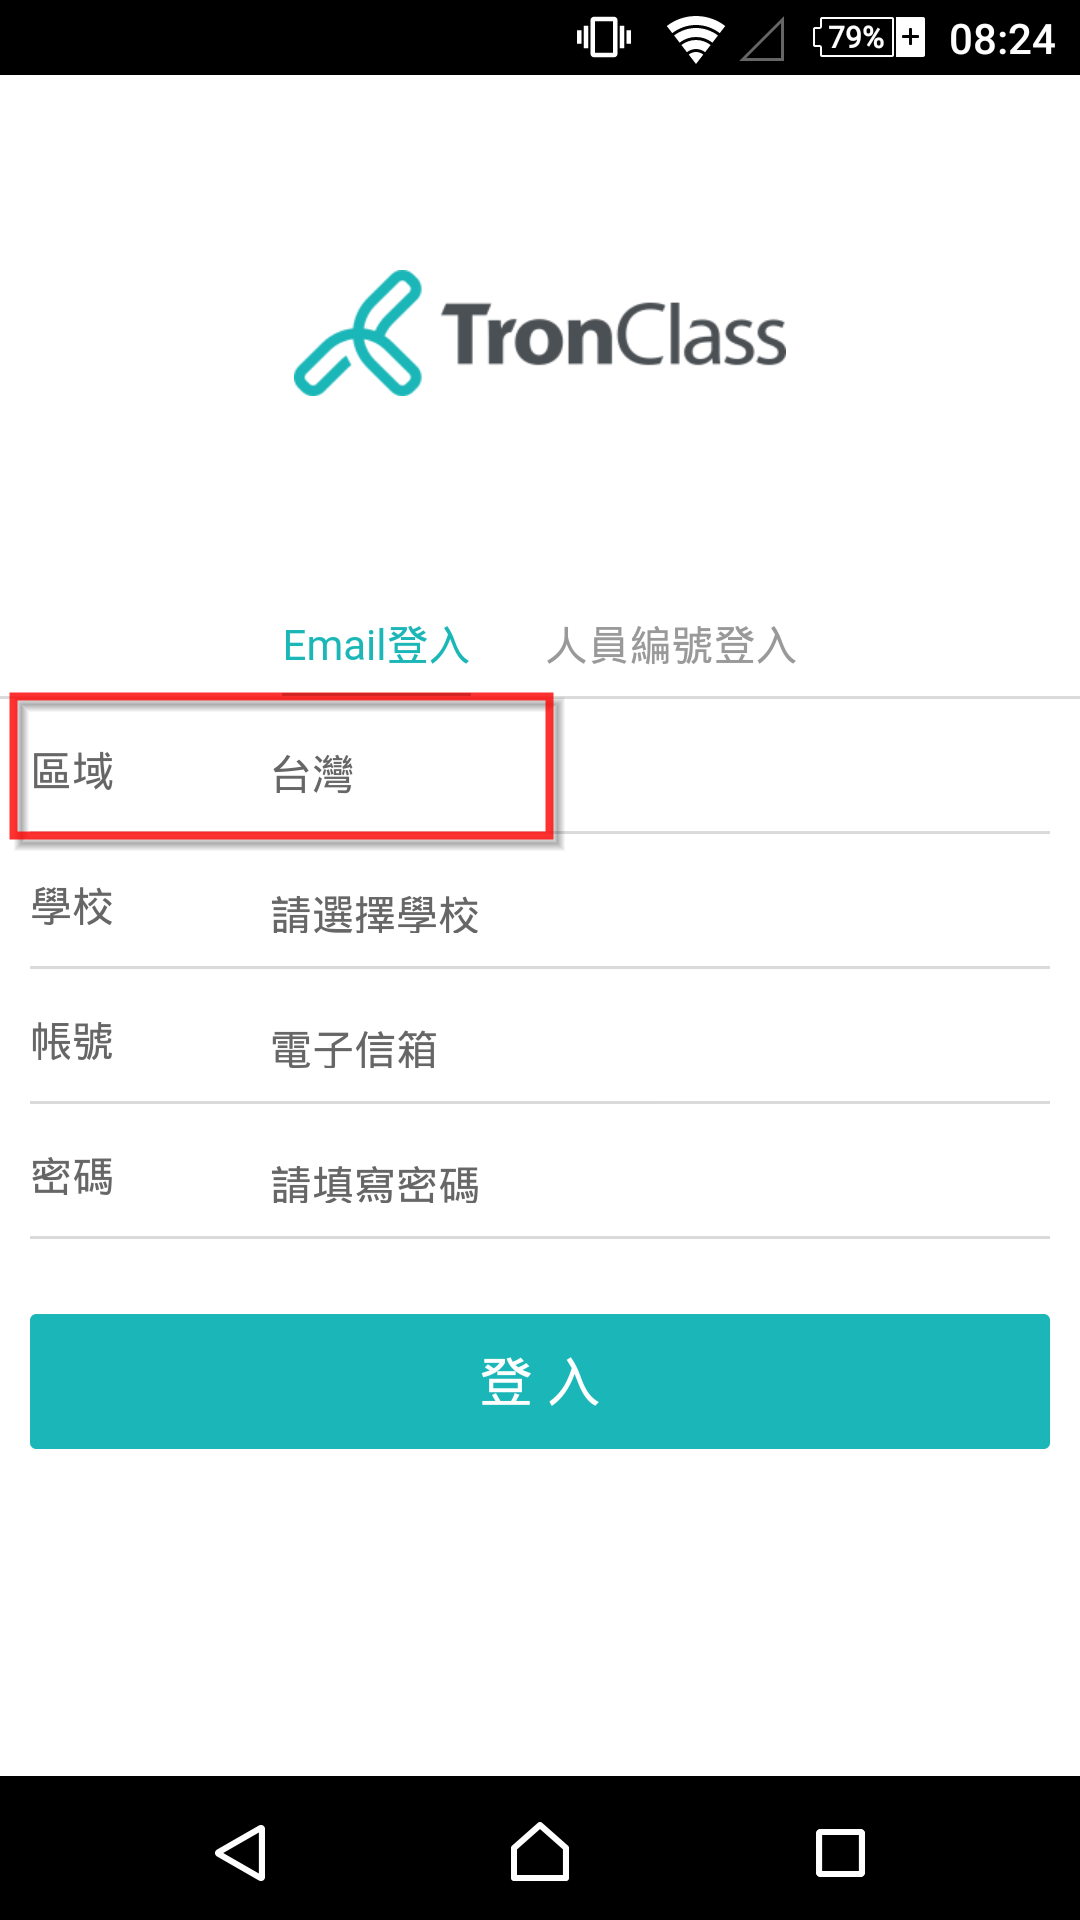 79% 08:24
TronClass
Email登入 人員編號登入
區域 台灣
學校 請選擇學校
帳號 電子信箱
密碼 請填寫密碼
登入